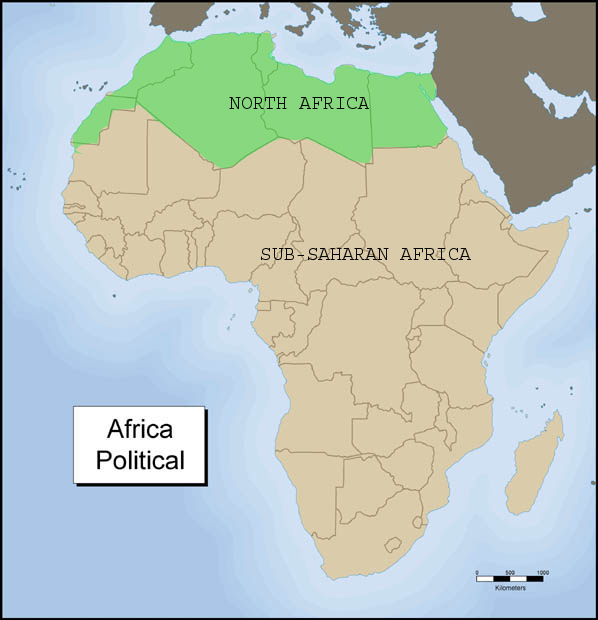 NORTH AFRICA
SUB-SAHARAN AFRICA
Africa
Political
0 500 1000
Kilometers